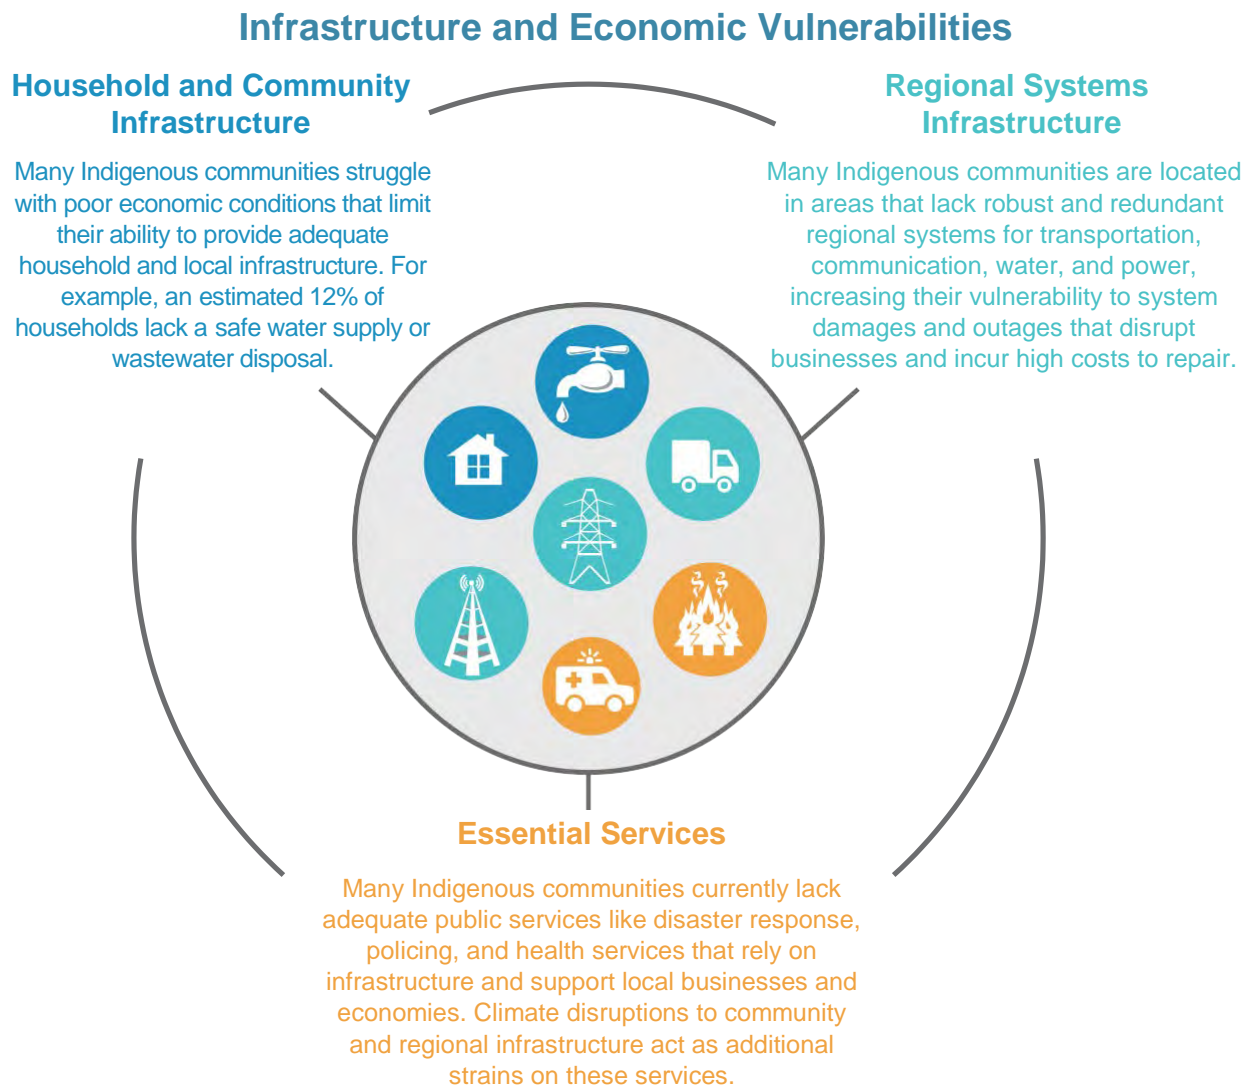 Infrastructure and Economic Vulnerabilities
Household and Community
Infrastructure
Many Indigenous communities struggle
with poor economic conditions that limit
their ability to provide adequate
household and local infrastructure. For
example, an estimated 12% of
households lack a safe water supply or
wastewater disposal.
Regional Systems
Infrastructure
Many Indigenous communities are located
in areas that lack robust and redundant
regional systems for transportation,
communication, water, and power,
increasing their vulnerability to system
damages and outages that disrupt
businesses and incur high costs to repair.
Essential Services
Many Indigenous communities currently lack
adequate public services like disaster response,
policing, and health services that rely on
infrastructure and support local businesses and
economies. Climate disruptions to community
and regional infrastructure act as additional
strains on these services.